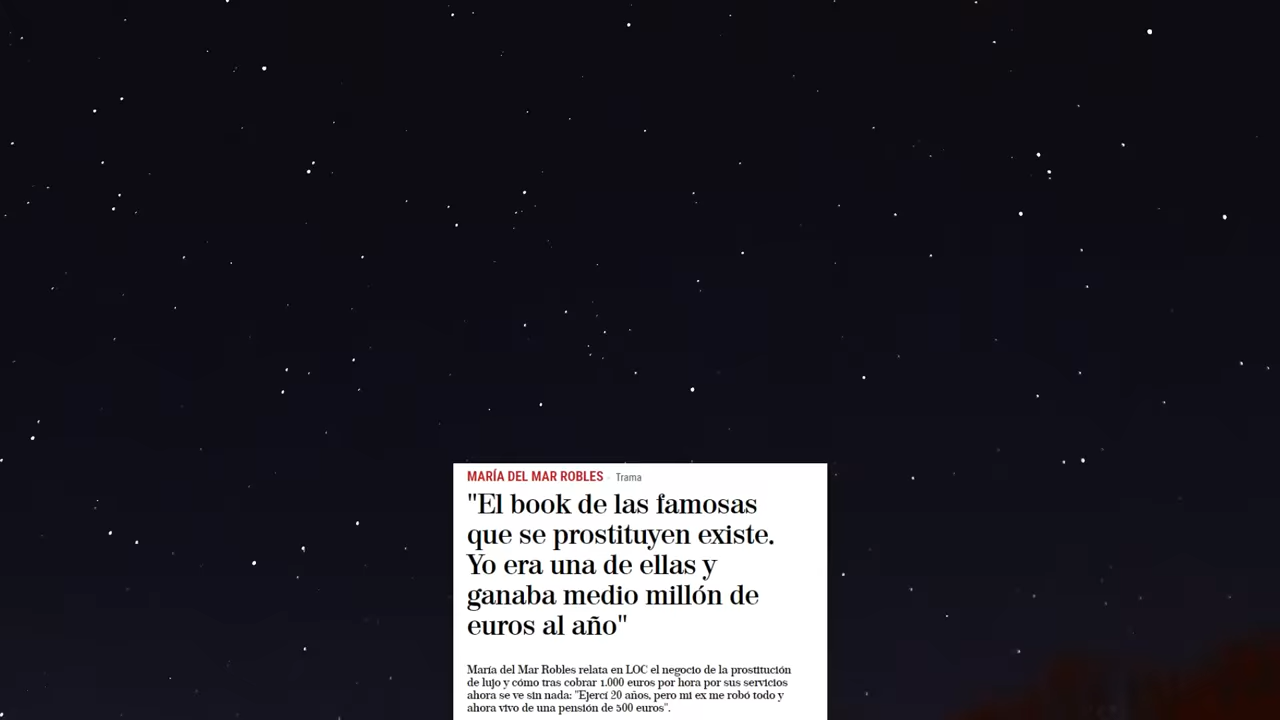 MARÍA DEL MAR ROBLES - Trama
"El book de las famosas
que se prostituyen existe.
Yo era una de ellas y
ganaba medio millón de
euros al año"
María del Mar Robles relata en LOC el negocio de la prostitución
de lujo y cómo tras cobrar 1.000 euros por hora por sus servicios
ahora se ve sin nada: "Ejercí 20 años, pero mi ex me robó todo y
ahora vivo de una pensión de 500 euros".